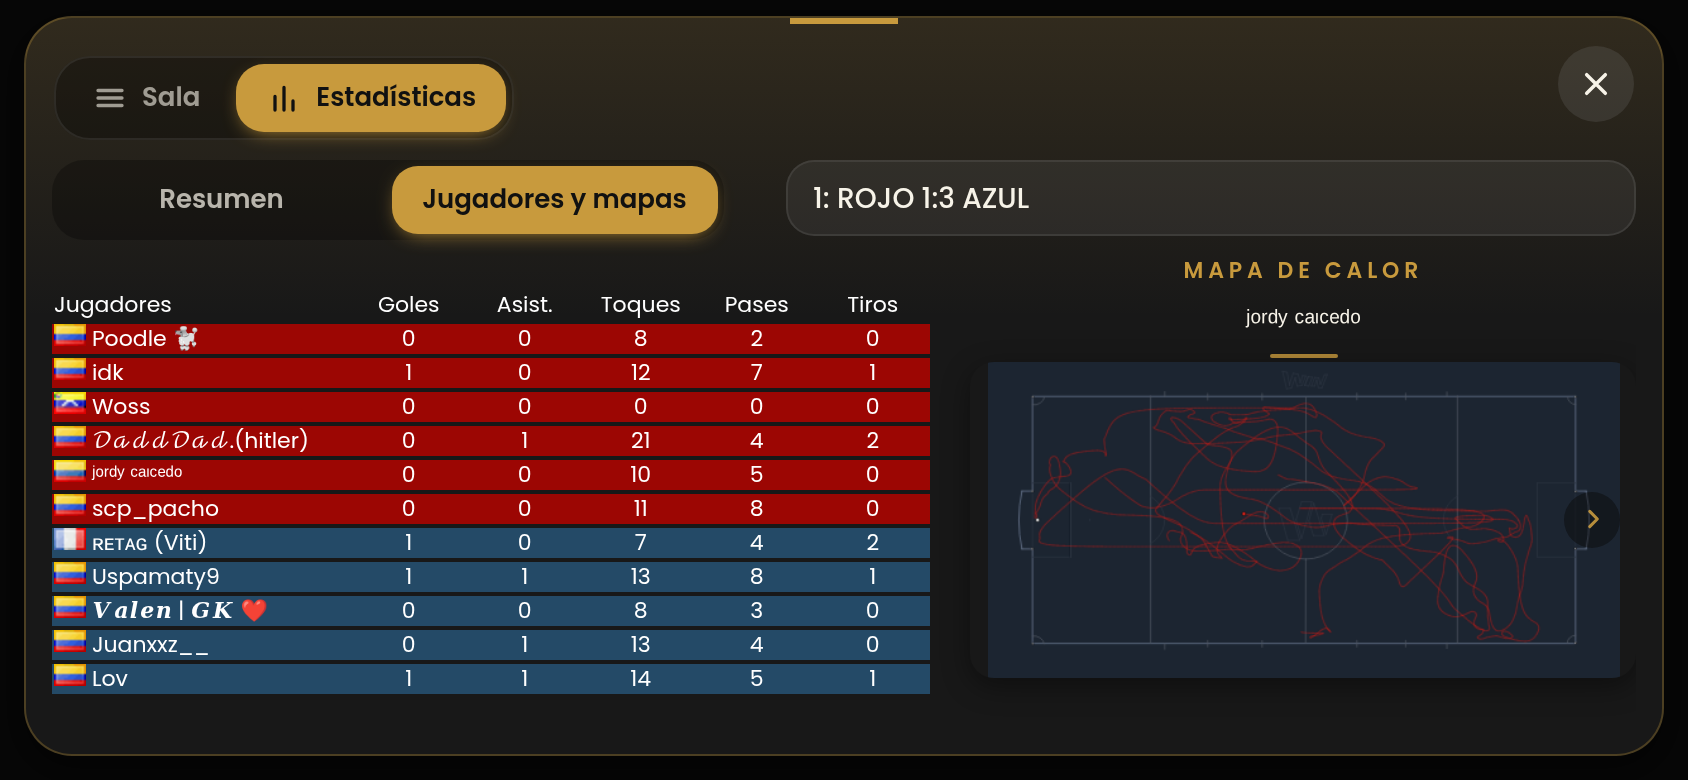 Sala
Estadísticas
Resumen
Jugadores y mapas
1: ROJO 1:3 AZUL
MAPA DE CALOR
jordy caıcedo
Jugadores Goles Asist. Toques Pases Tiros
Poodle 🐩 0 0 8 2 0
idk 1 0 12 7 1
Woss 0 0 0 0 0
𝓓𝓪𝓭𝓭𝓓𝓪𝓭.(hitler) 0 1 21 4 2
jordy caıcedo 0 0 10 5 0
scp_pacho 0 0 11 8 0
ʀᴇᴛᴀɢ (Viti) 1 0 7 4 2
Uspamaty9 1 1 13 8 1
𝑽𝒂𝒍𝒆𝒏 | 𝑮𝑲 ❤️ 0 0 8 3 0
Juanxxz__ 0 1 13 4 0
Lov 1 1 14 5 1